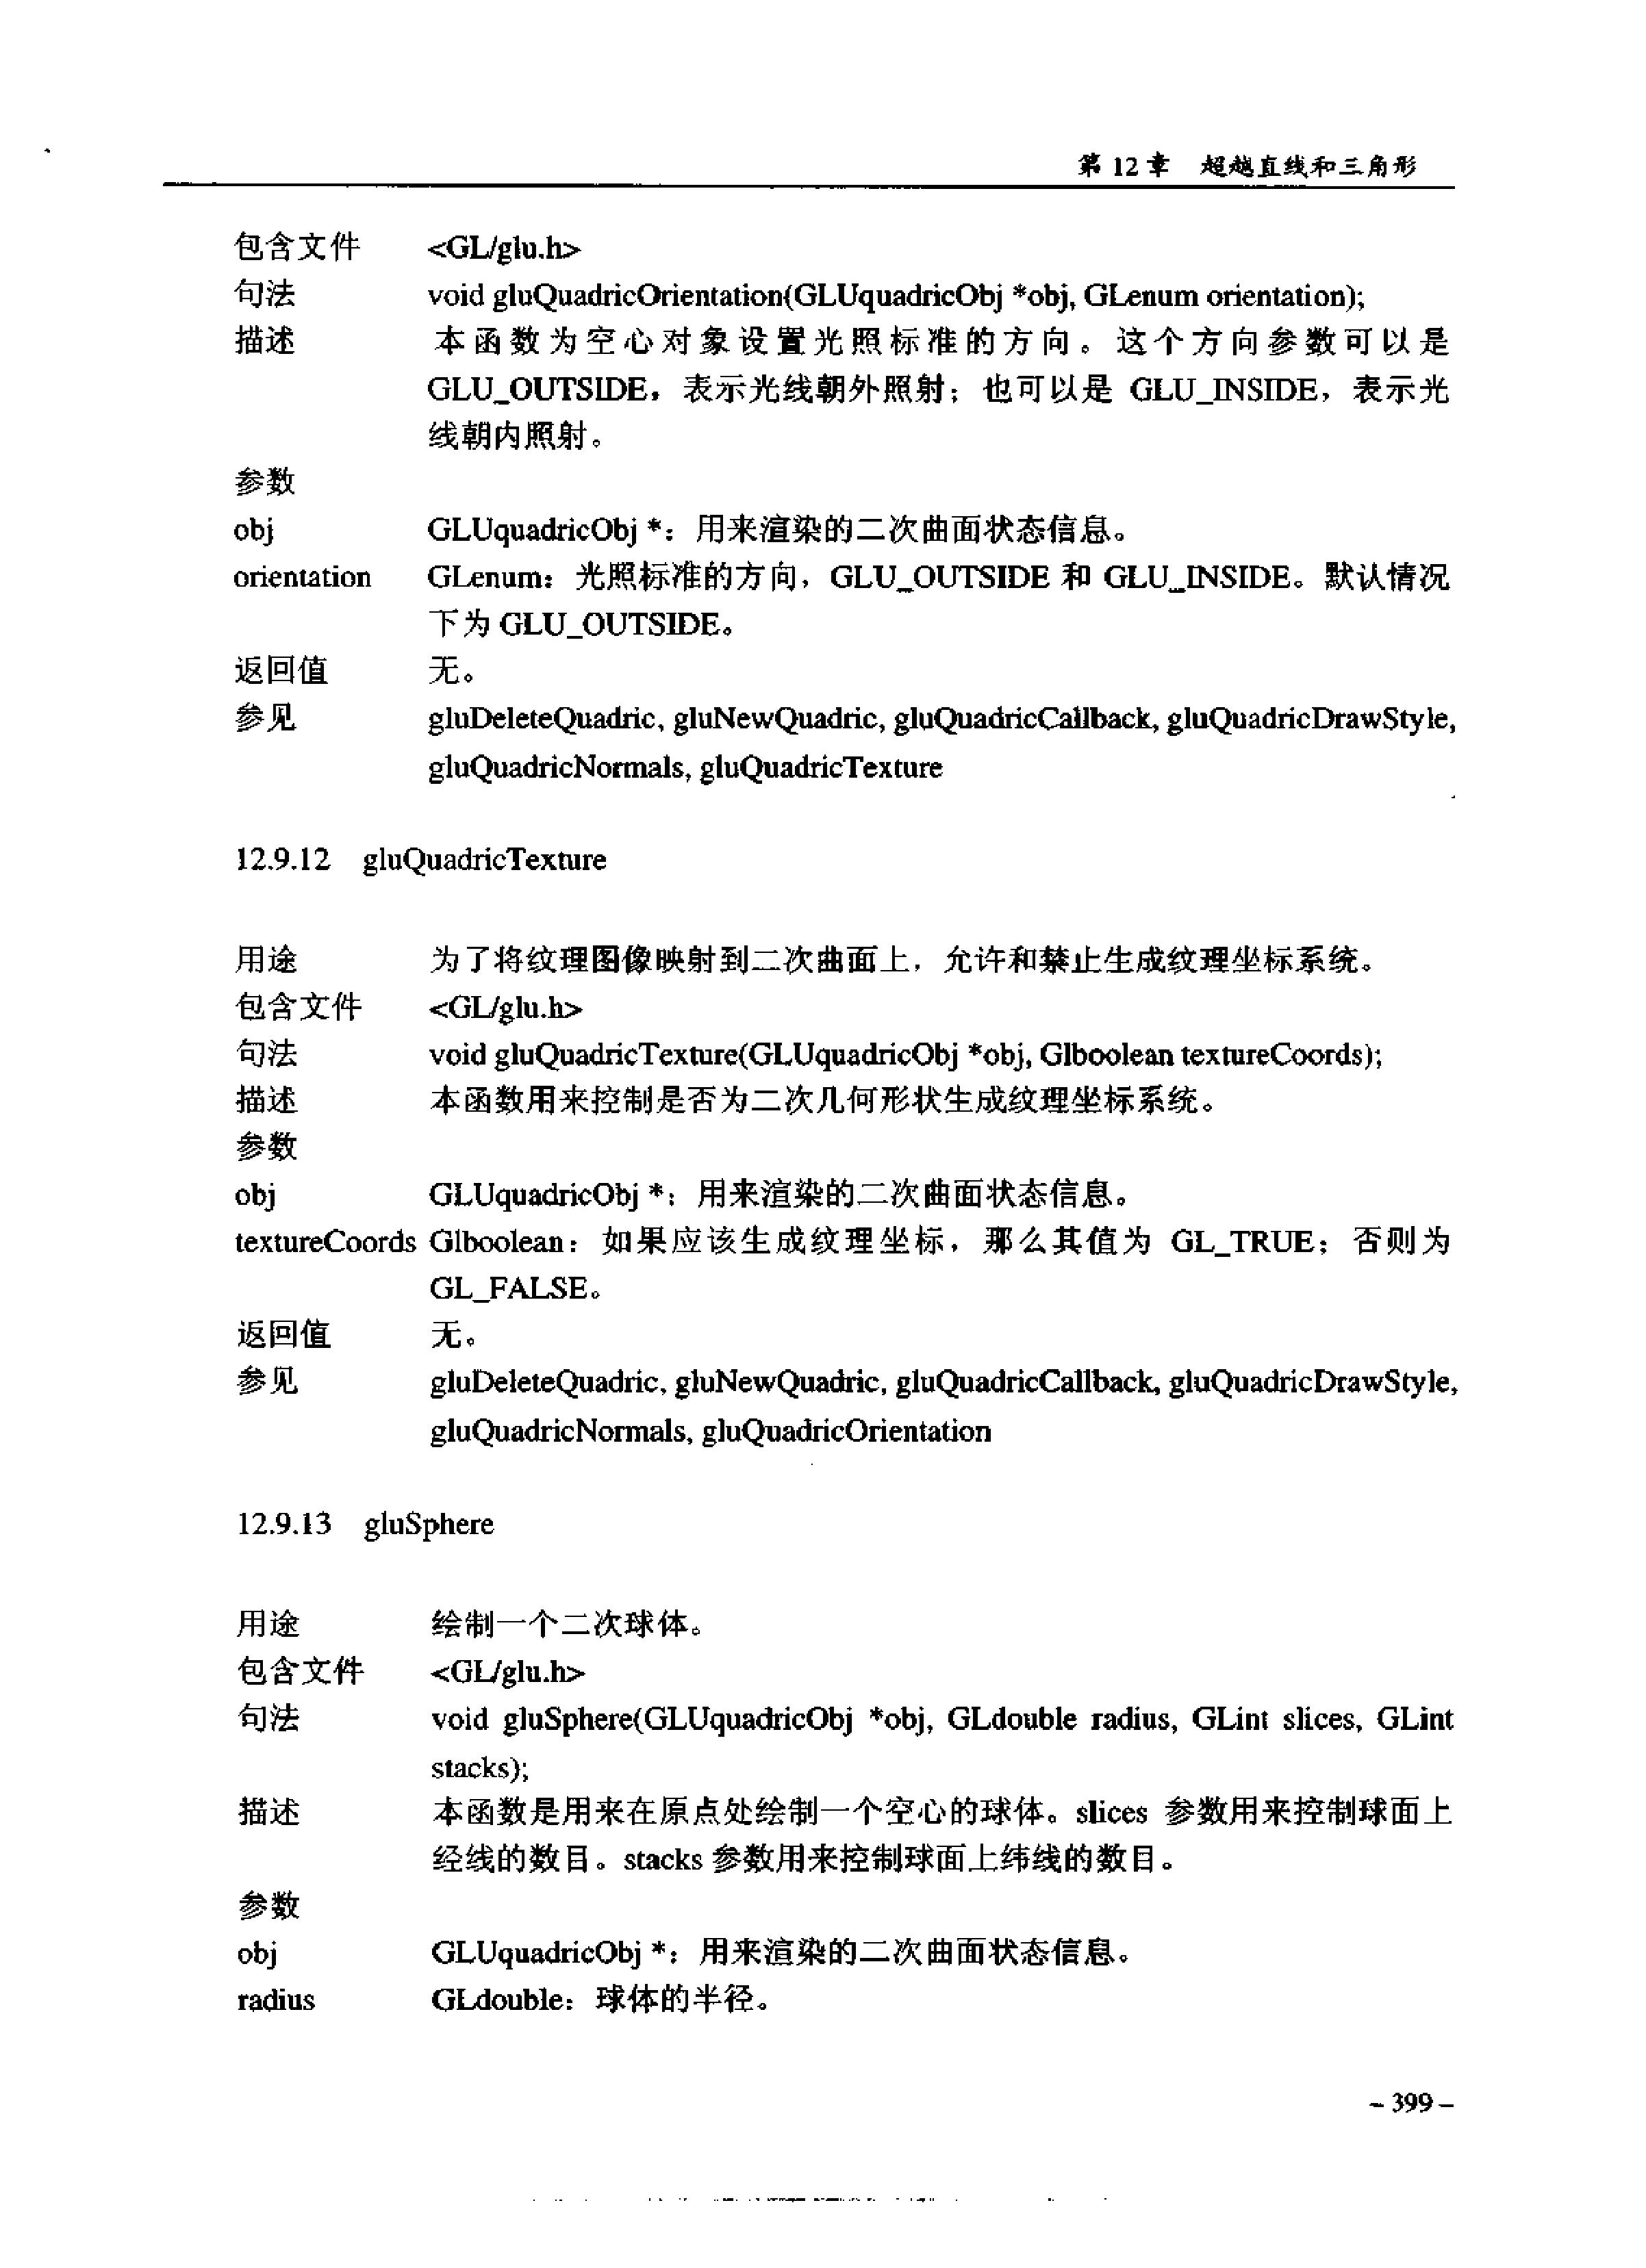 第 12 章 超越直线和三角形
包含文件 <GL/glu.h>
句法 void gluQuadricOrientation(GLUquadricObj *obj, GLenum orientation);
描述 本函数为空心对象设置光照标准的方向。这个方向参数可以是
GLU_OUTSIDE，表示光线朝外照射；也可以是 GLU_INSIDE，表示光
线朝内照射。
参数
obj GLUquadricObj *：用来渲染的二次曲面状态信息。
orientation GLenum：光照标准的方向，GLU_OUTSIDE 和 GLU_INSIDE。默认情况
下为 GLU_OUTSIDE。
返回值 无。
参见 gluDeleteQuadric, gluNewQuadric, gluQuadricCallback, gluQuadricDrawStyle,
gluQuadricNormals, gluQuadricTexture
12.9.12 gluQuadricTexture
用途 为了将纹理图像映射到二次曲面上，允许和禁止生成纹理坐标系统。
包含文件 <GL/glu.h>
句法 void gluQuadricTexture(GLUquadricObj *obj, Glboolean textureCoords);
描述 本函数用来控制是否为二次几何形状生成纹理坐标系统。
参数
obj GLUquadricObj *：用来渲染的二次曲面状态信息。
textureCoords Glboolean：如果应该生成纹理坐标，那么其值为 GL_TRUE；否则为
GL_FALSE。
返回值 无。
参见 gluDeleteQuadric, gluNewQuadric, gluQuadricCallback, gluQuadricDrawStyle,
gluQuadricNormals, gluQuadricOrientation
12.9.13 gluSphere
用途 绘制一个二次球体。
包含文件 <GL/glu.h>
句法 void gluSphere(GLUquadricObj *obj, GLdouble radius, GLint slices, GLint
stacks);
描述 本函数是用来在原点处绘制一个空心的球体。slices 参数用来控制球面上
经线的数目。stacks 参数用来控制球面上纬线的数目。
参数
obj GLUquadricObj *：用来渲染的二次曲面状态信息。
radius GLdouble：球体的半径。
– 399 –